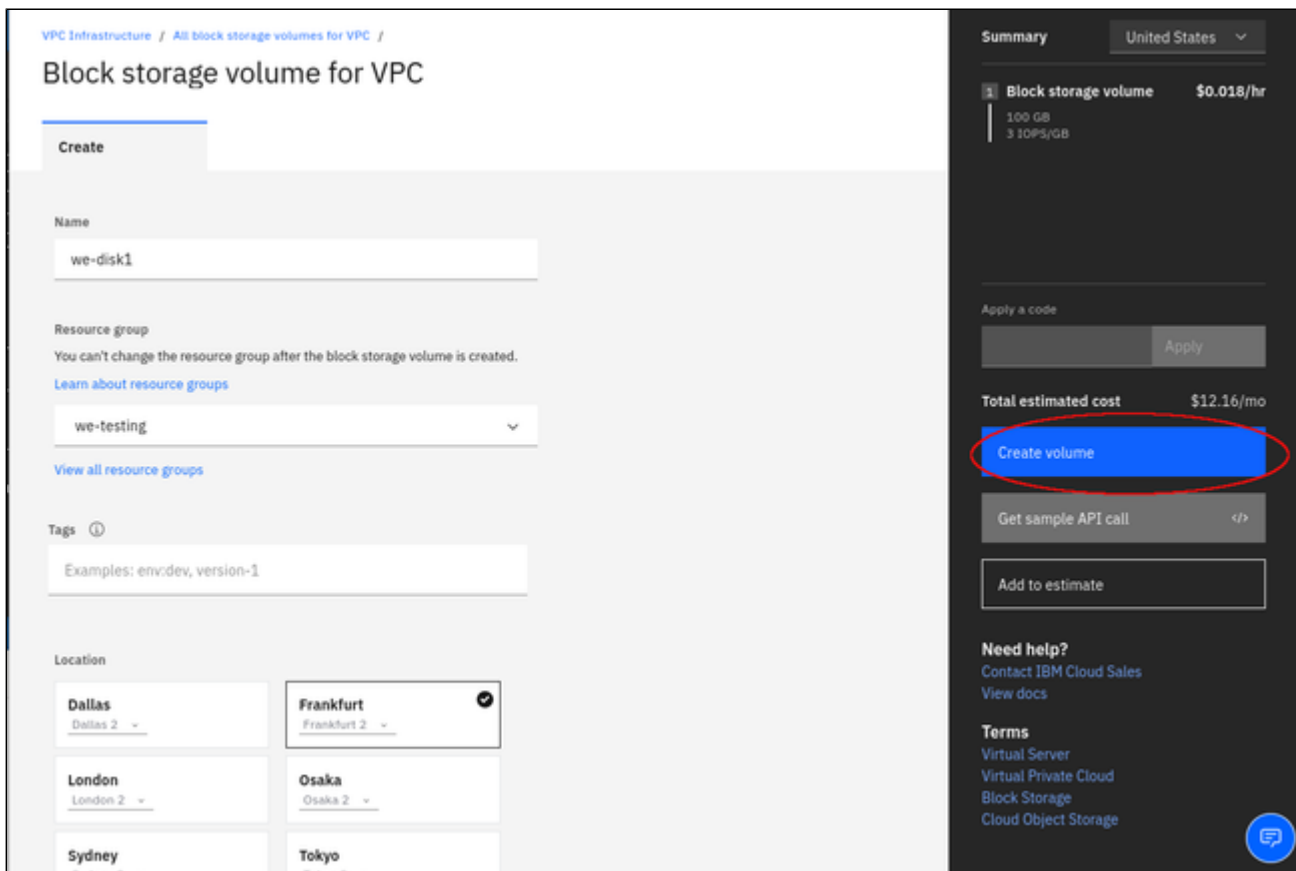 VPC Infrastructure / All block storage volumes for VPC /
Block storage volume for VPC
Create
Name
we-disk1
Resource group
You can't change the resource group after the block storage volume is created.
Learn about resource groups
we-testing
View all resource groups
Tags
Examples: env:dev, version-1
Location
Dallas
Dallas 2
Frankfurt
Frankfurt 2
London
London 2
Osaka
Osaka 2
Sydney
Tokyo
Summary
United States
1 Block storage volume $0.018/hr
100 GB
3 IOPS/GB
Apply a code
Apply
Total estimated cost $12.16/mo
Create volume
Get sample API call </>
Add to estimate
Need help?
Contact IBM Cloud Sales
View docs
Terms
Virtual Server
Virtual Private Cloud
Block Storage
Cloud Object Storage